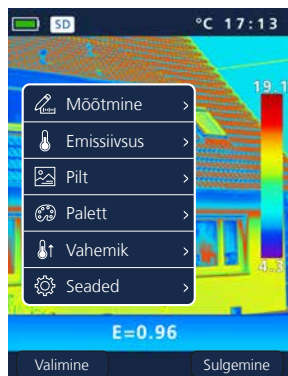 SD °C 17:13
19.1
Mõõtmine
Emissiivsus
Pilt
Palett
Vahemik
Seaded
4.3
E=0.96
Valimine Sulgemine